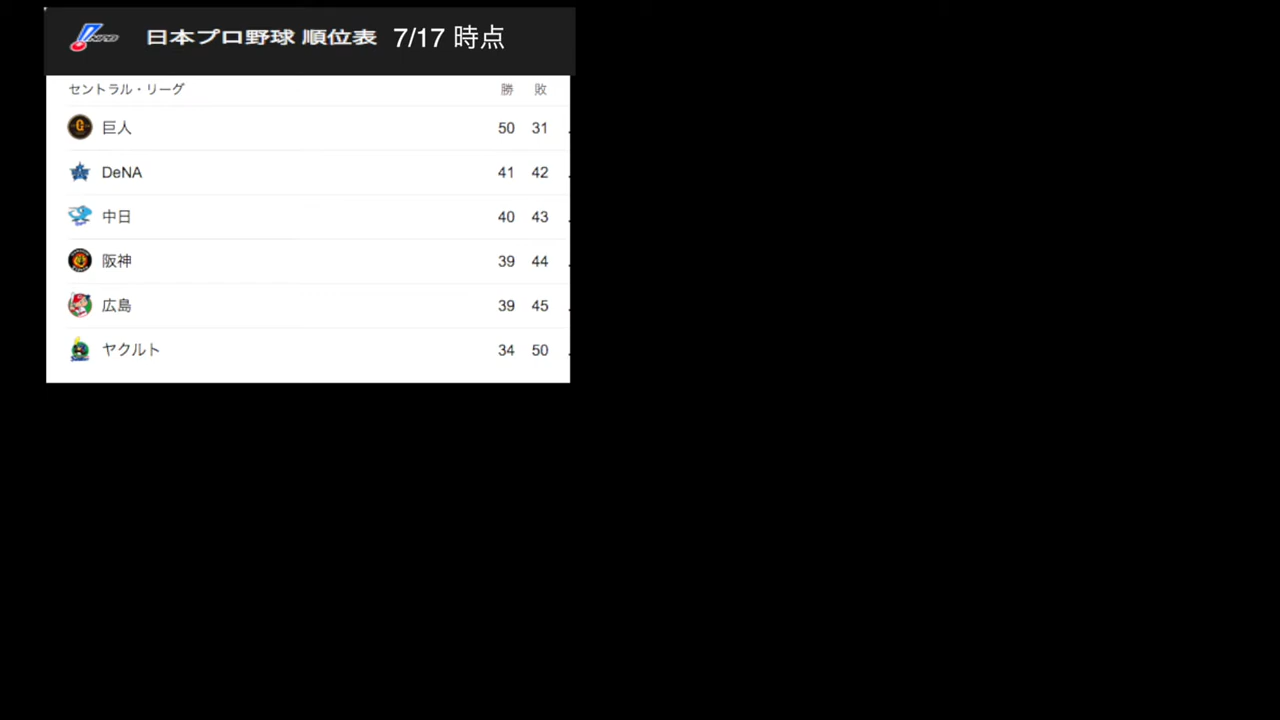 日本プロ野球 順位表 7/17 時点
セントラル・リーグ 勝 敗
巨人 50 31
DeNA 41 42
中日 40 43
阪神 39 44
広島 39 45
ヤクルト 34 50